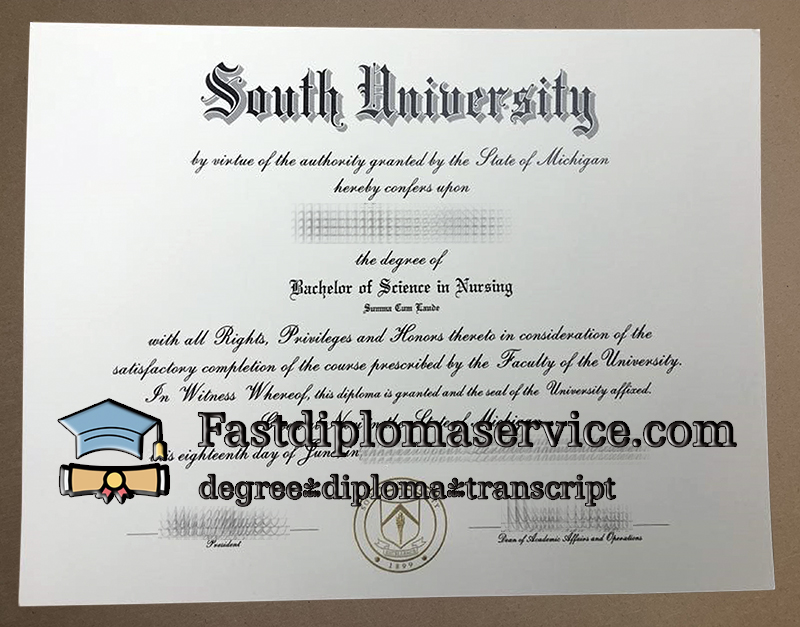 South University
by virtue of the authority granted by the State of Michigan
hereby confers upon
the degree of
Bachelor of Science in Nursing
Summa Cum Laude
with all Rights, Privileges and Honors thereto in consideration of the
satisfactory completion of the course prescribed by the Faculty of the University.
In Witness Whereof, this diploma is granted and the seal of the University affixed.
State of Michigan
Fastdiplomaservice.com
eighteenth day of June
degree diploma transcript
1899
President
Dean of Academic Affairs and Operations